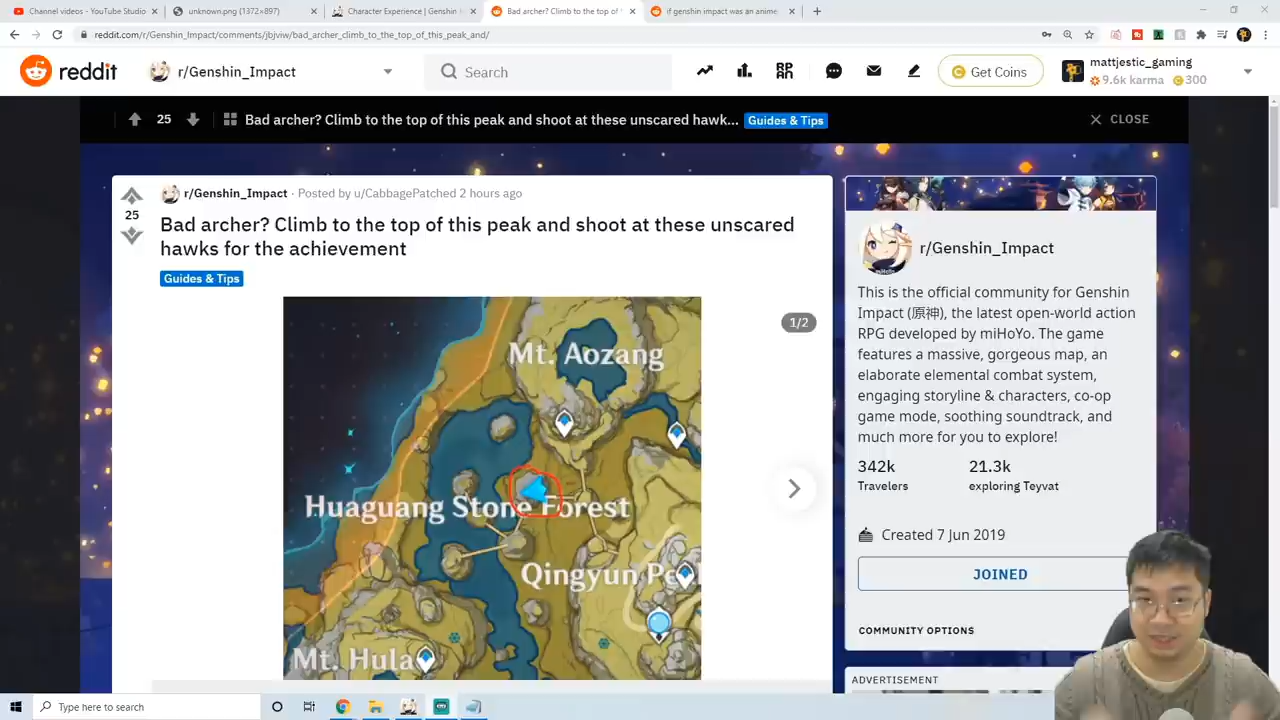 Channel videos - YouTube Studio
unknown.png (1372×897)
Character Experience | Genshin
Bad archer? Climb to the top of
if genshin impact was an anime
reddit.com/r/Genshin_Impact/comments/jbjviw/bad_archer_climb_to_the_top_of_this_peak_and/
reddit
r/Genshin_Impact
Search
Get Coins
mattjestic_gaming
9.6k karma
300
25
Bad archer? Climb to the top of this peak and shoot at these unscared hawk...
Guides & Tips
CLOSE
r/Genshin_Impact · Posted by u/CabbagePatched 2 hours ago
25
Bad archer? Climb to the top of this peak and shoot at these unscared
hawks for the achievement
Guides & Tips
1/2
Mt. Aozang
Huaguang Stone Forest
Qingyun Pe
Mt. Hula
miHoYo
r/Genshin_Impact
This is the official community for Genshin
Impact (原神), the latest open-world action
RPG developed by miHoYo. The game
features a massive, gorgeous map, an
elaborate elemental combat system,
engaging storyline & characters, co-op
game mode, soothing soundtrack, and
much more for you to explore!
342k
Travelers
21.3k
exploring Teyvat
Created 7 Jun 2019
JOINED
COMMUNITY OPTIONS
ADVERTISEMENT
Type here to search